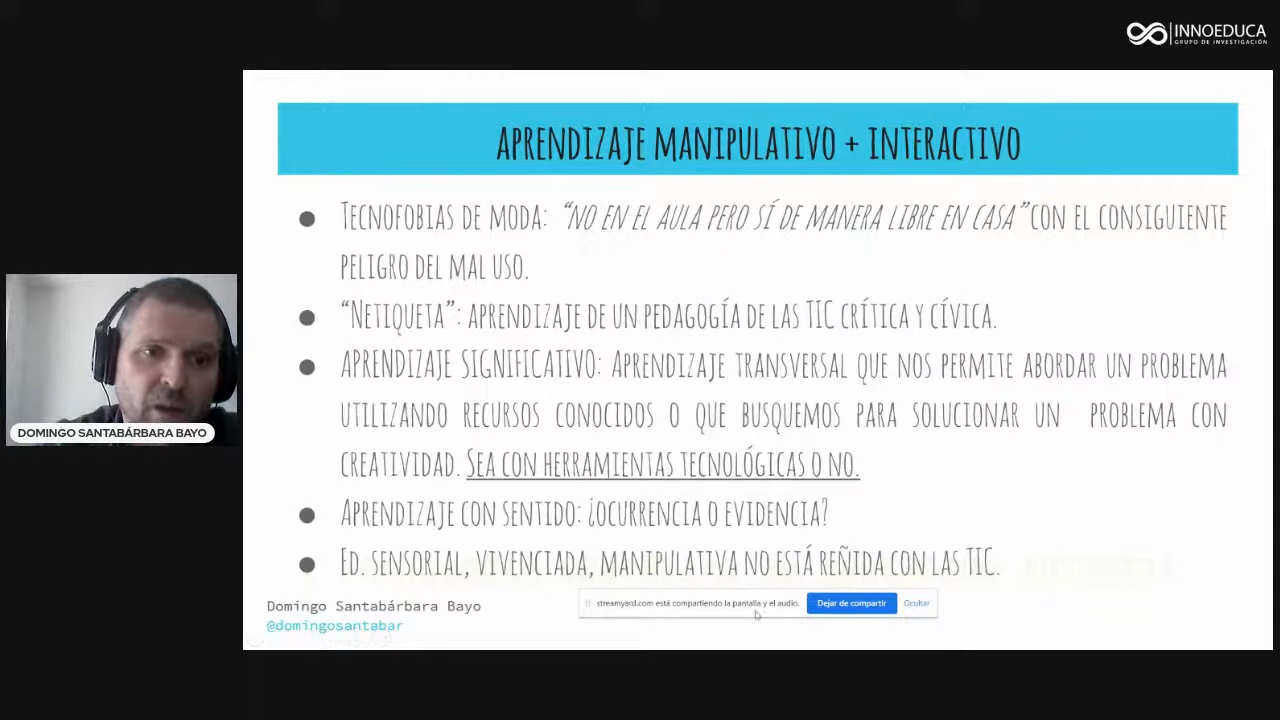 INNOEDUCA
GRUPO DE INVESTIGACIÓN
APRENDIZAJE MANIPULATIVO + INTERACTIVO
● Tecnofobias de moda: “no en el aula pero sí de manera libre en casa” con el consiguiente
peligro del mal uso.
● “Netiqueta”: aprendizaje de un pedagogía de las TIC crítica y cívica.
● APRENDIZAJE SIGNIFICATIVO: Aprendizaje transversal que nos permite abordar un problema
utilizando recursos conocidos o que busquemos para solucionar un problema con
creatividad. Sea con herramientas tecnológicas o no.
● Aprendizaje con sentido: ¿ocurrencia o evidencia?
● Ed. sensorial, vivenciada, manipulativa no está reñida con las TIC.
DOMINGO SANTABÁRBARA BAYO
Domingo Santabárbara Bayo
@domingosantabar
streamyard.com está compartiendo la pantalla y el audio.
Dejar de compartir
Ocultar